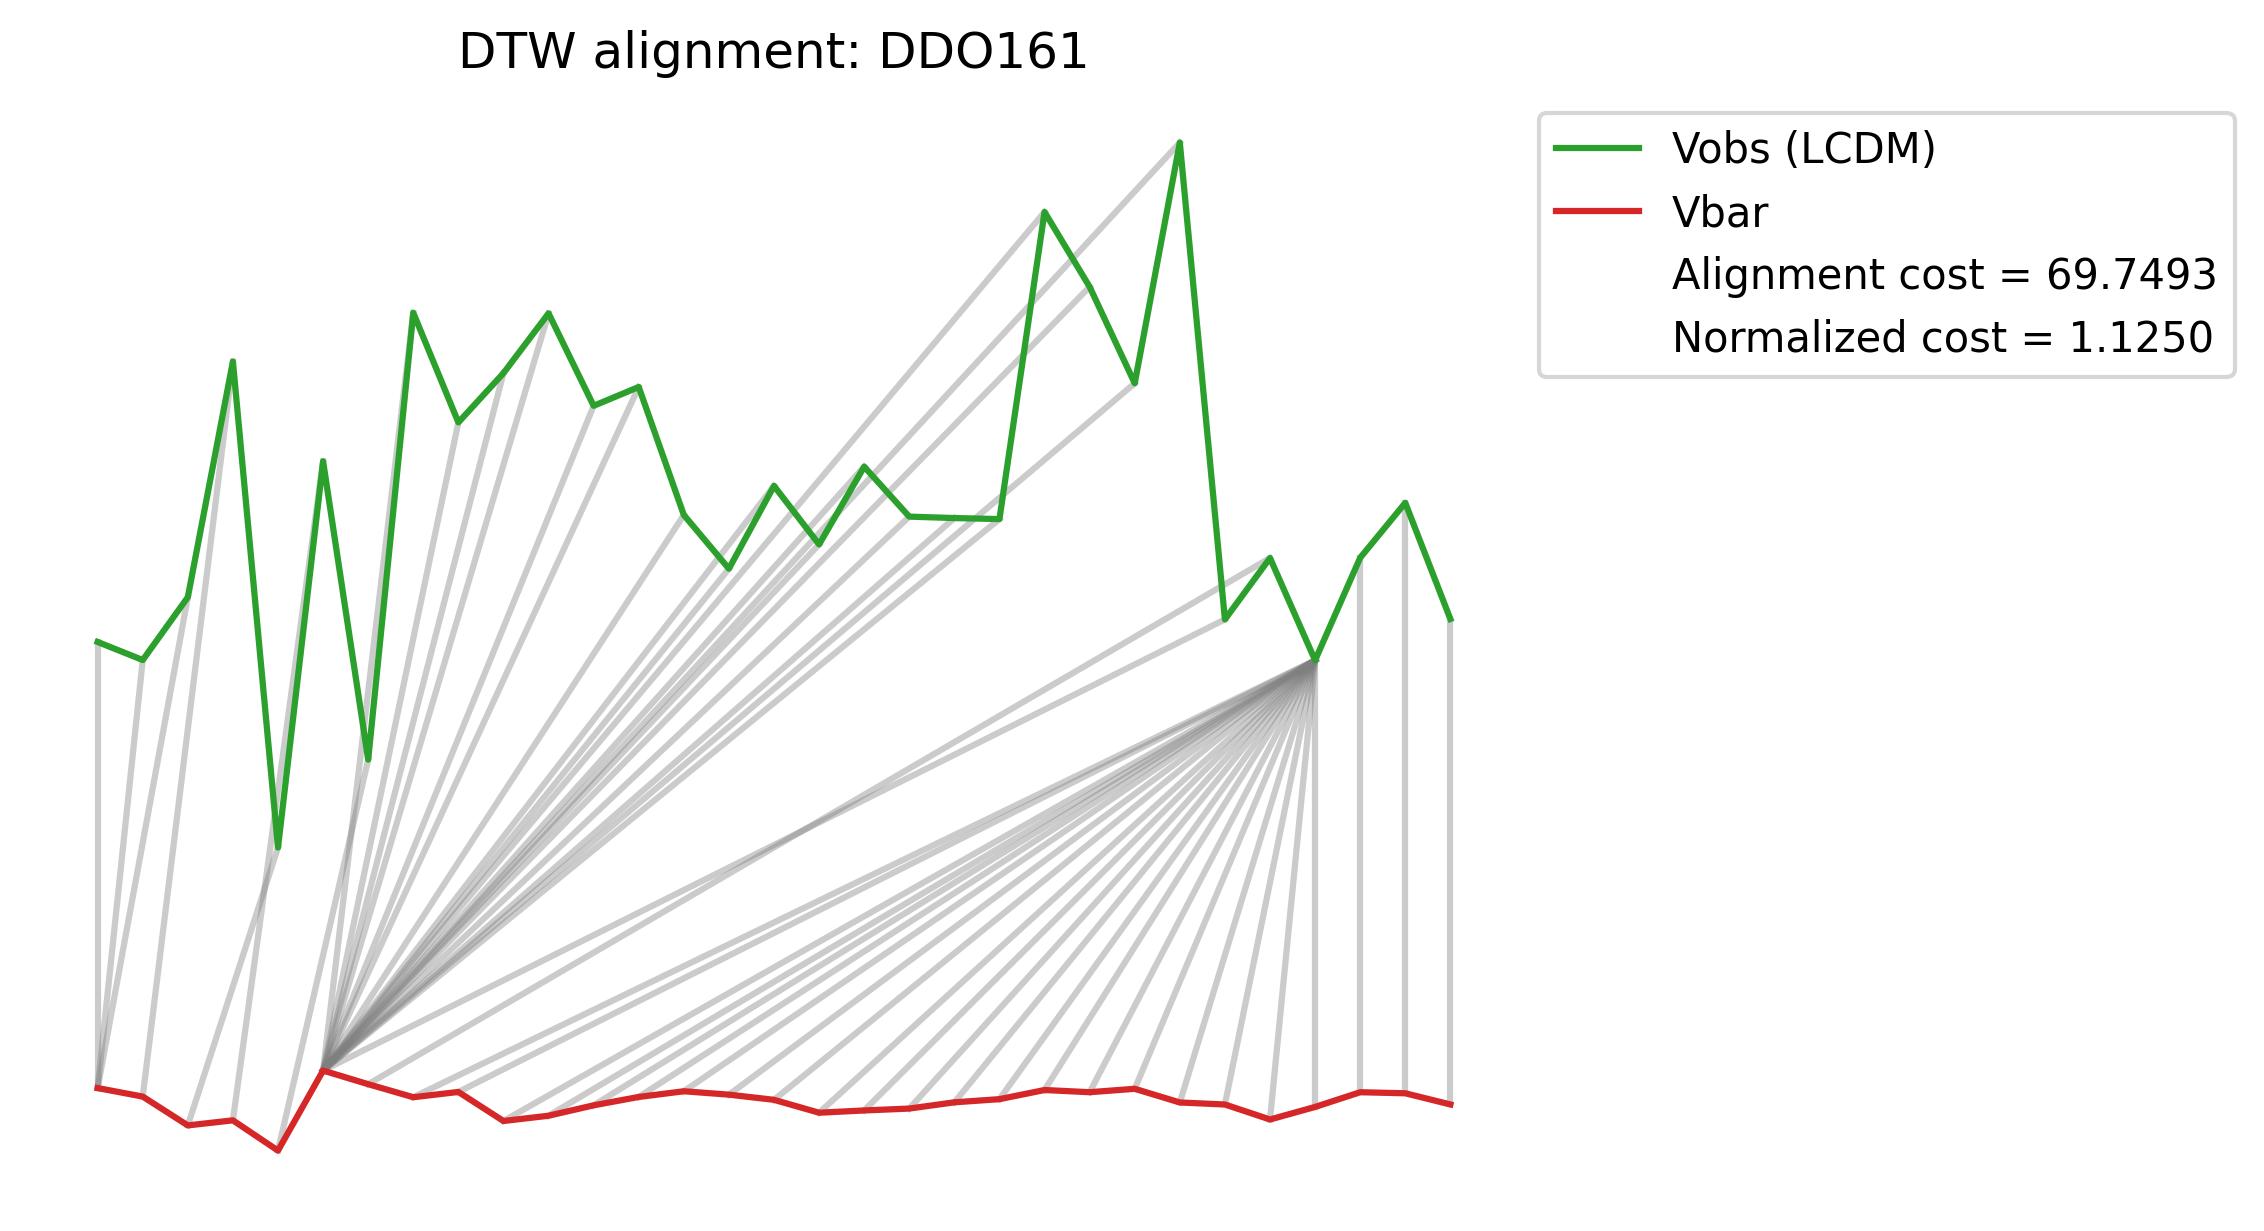 DTW alignment: DDO161
Vobs (LCDM)
Vbar
Alignment cost = 69.7493
Normalized cost = 1.1250